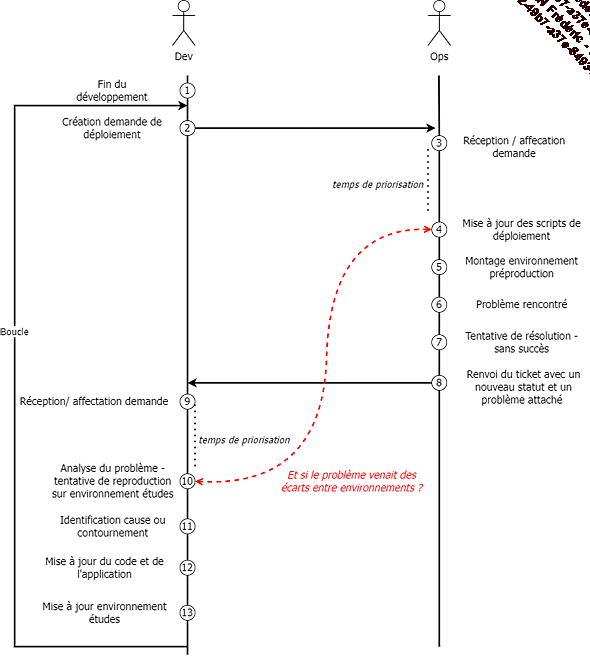 Dev
Ops
Fin du
développement
1
Création demande de
déploiement
2
3
Réception / affecation
demande
temps de priorisation
4
Mise à jour des scripts de
déploiement
5
Montage environnement
préproduction
6
Problème rencontré
Boucle
7
Tentative de résolution -
sans succès
8
Renvoi du ticket avec un
nouveau statut et un
problème attaché
Réception/ affectation demande
9
temps de priorisation
Analyse du problème -
tentative de reproduction
sur environnement études
10
Et si le problème venait des
écarts entre environnements ?
Identification cause ou
contournement
11
Mise à jour du code et de
l'application
12
Mise à jour environnement
études
13